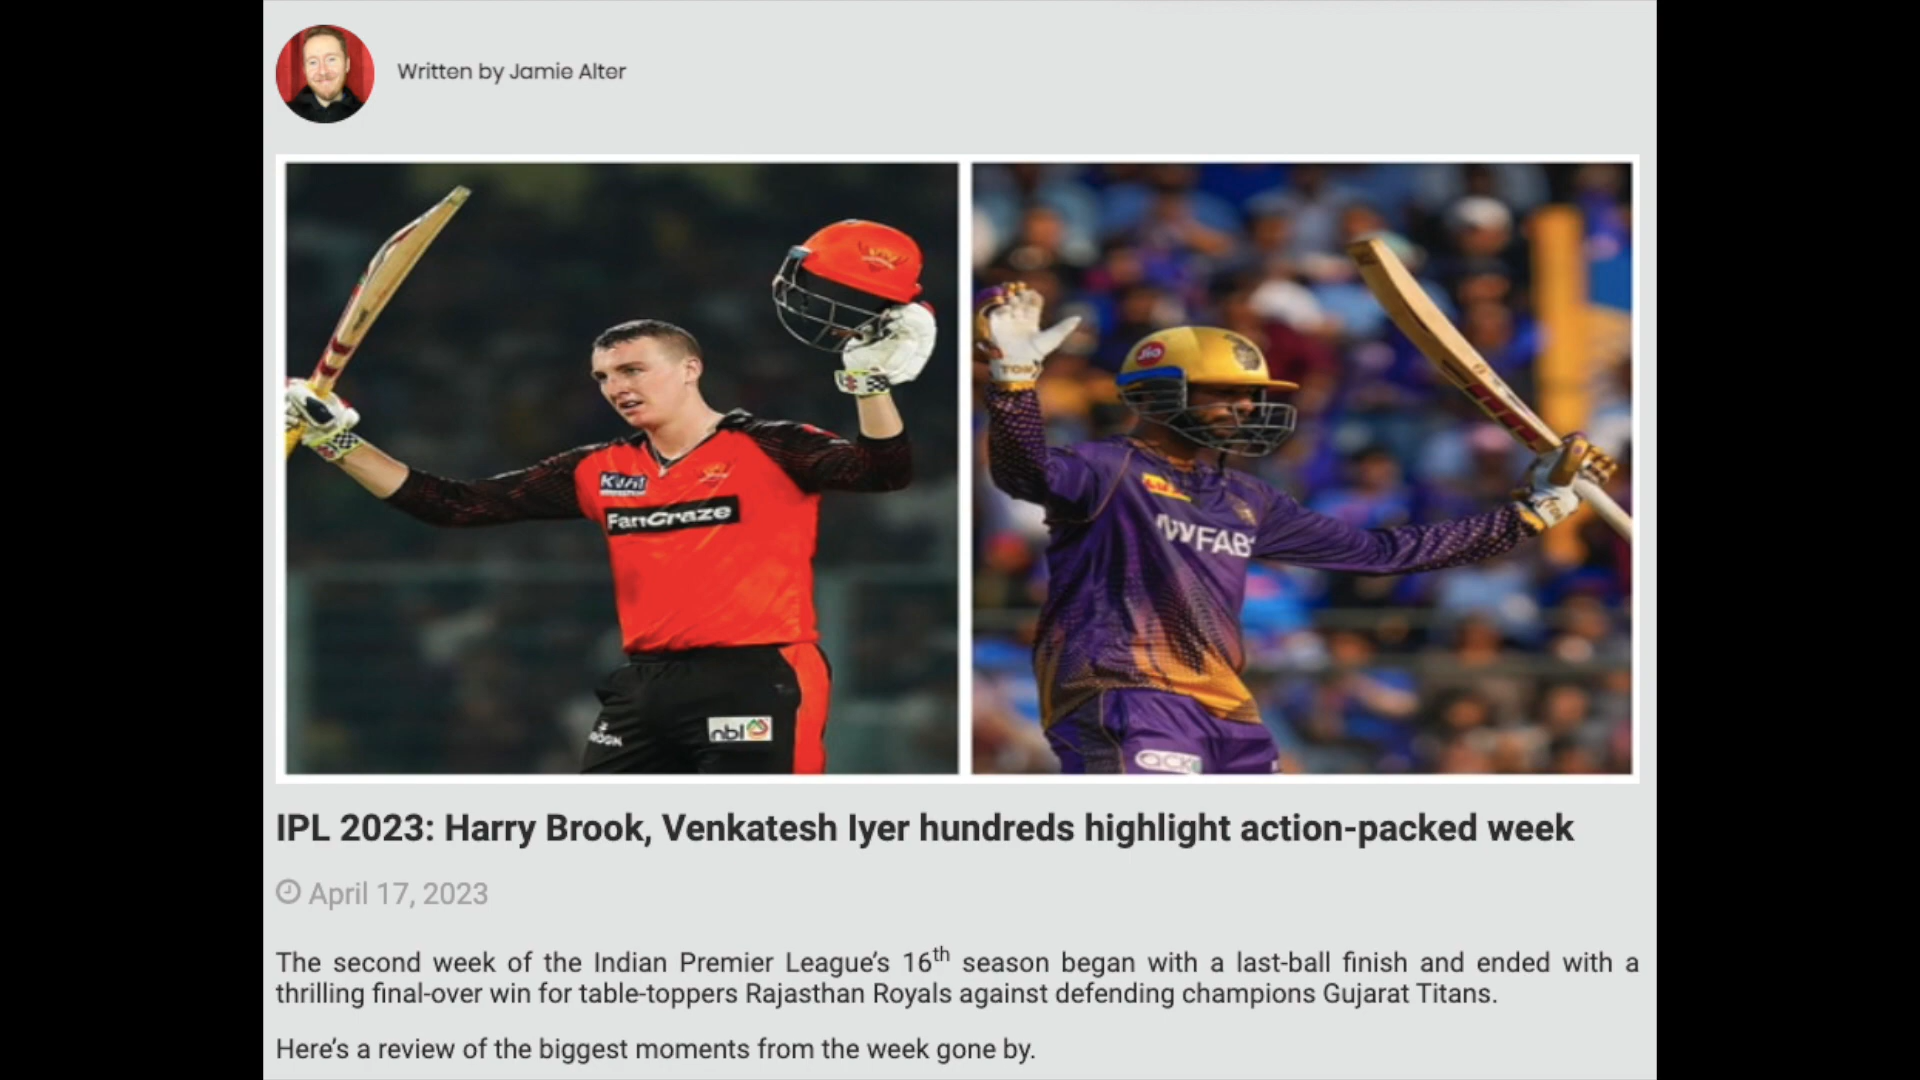 Written by Jamie Alter
Jio
TON
FanCraze
nbl
IPL 2023: Harry Brook, Venkatesh Iyer hundreds highlight action-packed week
April 17, 2023
The second week of the Indian Premier League’s 16th season began with a last-ball finish and ended with a
thrilling final-over win for table-toppers Rajasthan Royals against defending champions Gujarat Titans.
Here’s a review of the biggest moments from the week gone by.